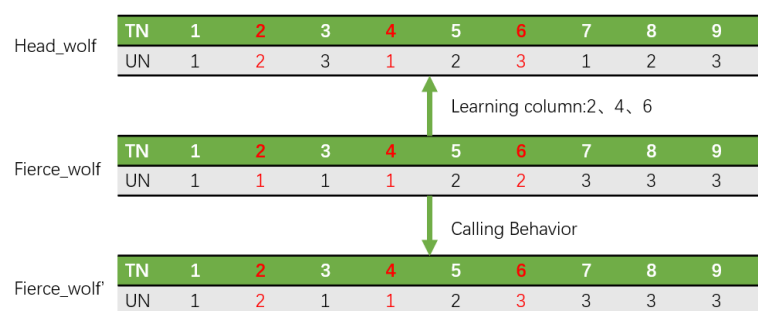 Head_wolf
TN 1 2 3 4 5 6 7 8 9
UN 1 2 3 1 2 3 1 2 3
Learning column:2、4、6
Fierce_wolf
TN 1 2 3 4 5 6 7 8 9
UN 1 1 1 1 2 2 3 3 3
Calling Behavior
Fierce_wolf'
TN 1 2 3 4 5 6 7 8 9
UN 1 2 1 1 2 3 3 3 3